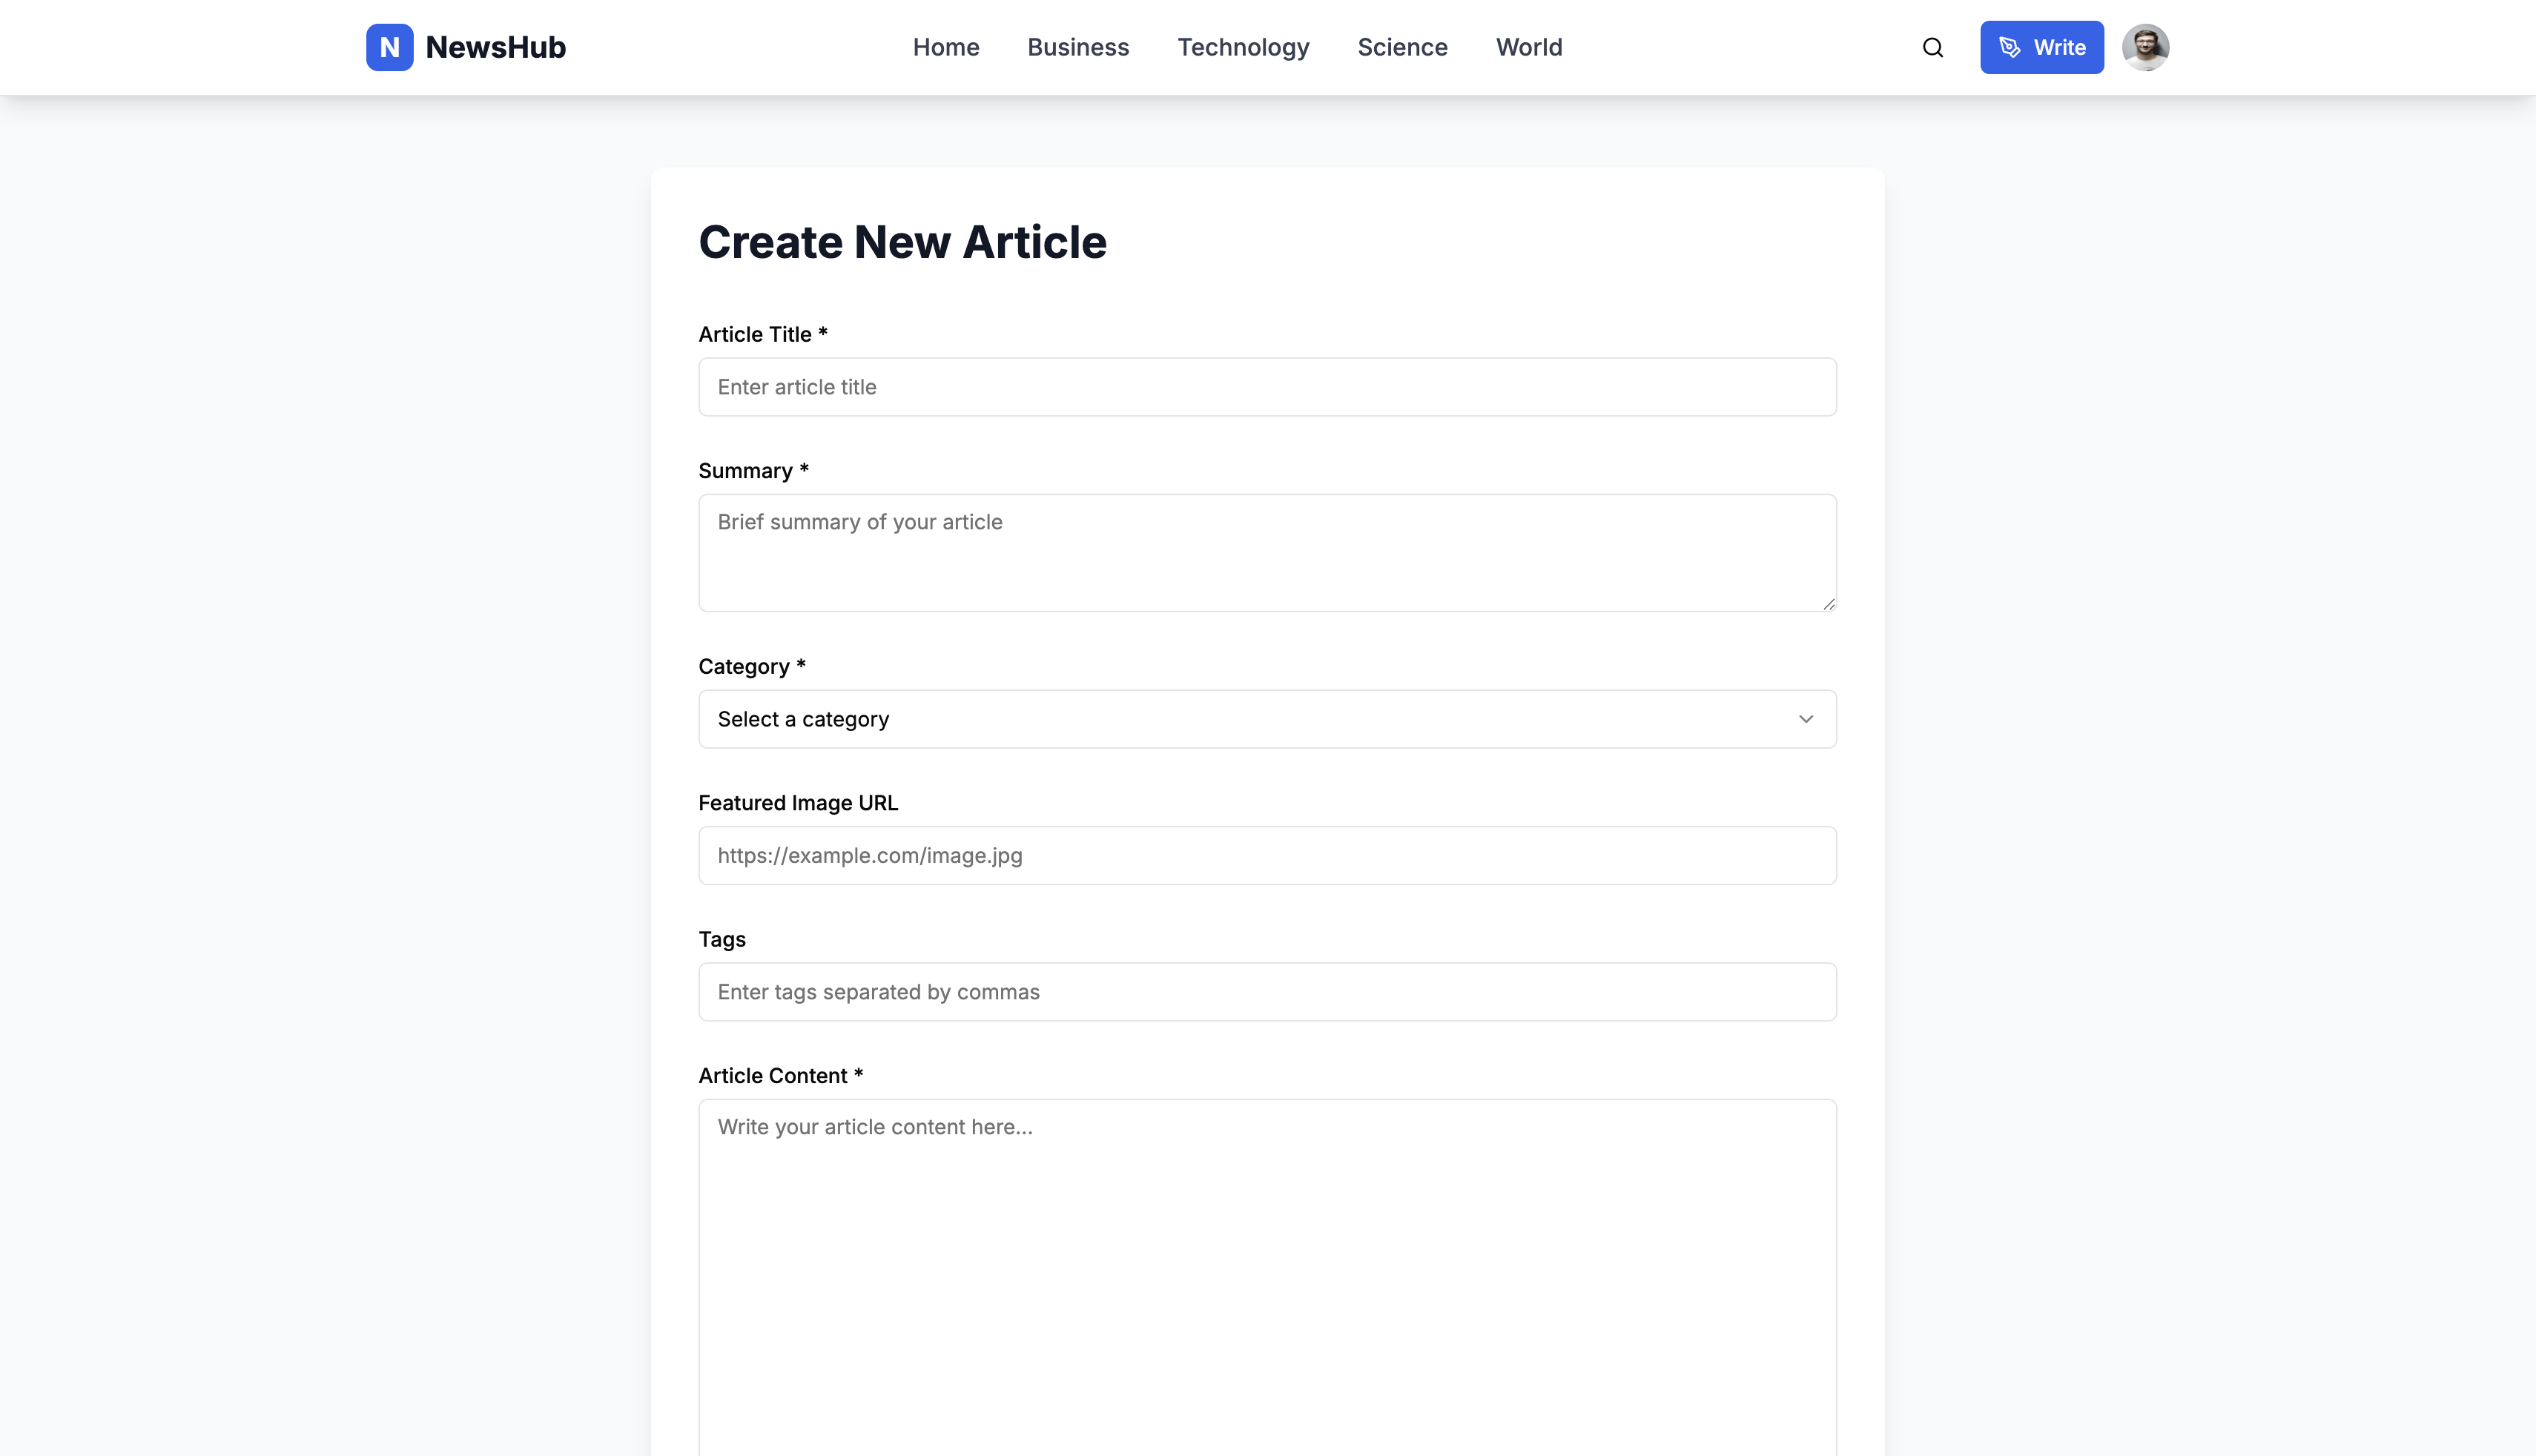 N NewsHub
Home Business Technology Science World
Write
Create New Article
Article Title *
Enter article title
Summary *
Brief summary of your article
Category *
Select a category
Featured Image URL
https://example.com/image.jpg
Tags
Enter tags separated by commas
Article Content *
Write your article content here...